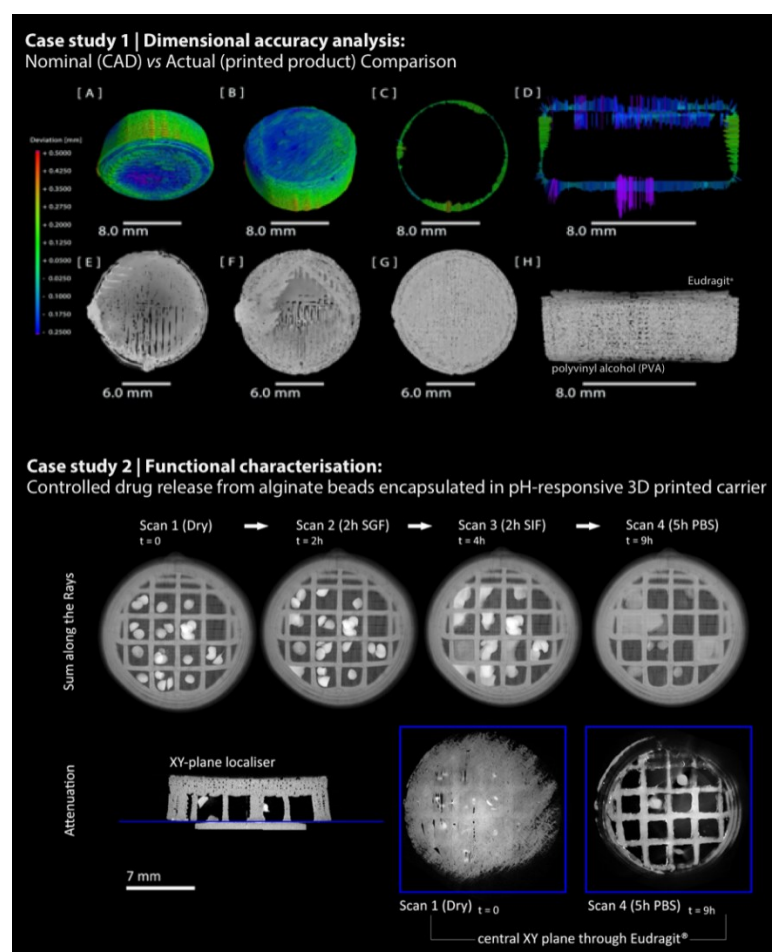 Case study 1 | Dimensional accuracy analysis:
Nominal (CAD) vs Actual (printed product) Comparison
[ A ]
[ B ]
[ C ]
[ D ]
Deviation [mm]
+ 0.5000
+ 0.4250
+ 0.3500
+ 0.2750
+ 0.2000
+ 0.1250
+ 0.0500
- 0.0250
- 0.1000
- 0.1750
- 0.2500
8.0 mm
8.0 mm
8.0 mm
8.0 mm
[ E ]
[ F ]
[ G ]
[ H ]
Eudragit®
polyvinyl alcohol (PVA)
6.0 mm
6.0 mm
6.0 mm
8.0 mm
Case study 2 | Functional characterisation:
Controlled drug release from alginate beads encapsulated in pH-responsive 3D printed carrier
Scan 1 (Dry)
t = 0
Scan 2 (2h SGF)
t = 2h
Scan 3 (2h SIF)
t = 4h
Scan 4 (5h PBS)
t = 9h
Sum along the Rays
Attenuation
XY-plane localiser
7 mm
Scan 1 (Dry) t = 0
Scan 4 (5h PBS) t = 9h
central XY plane through Eudragit®